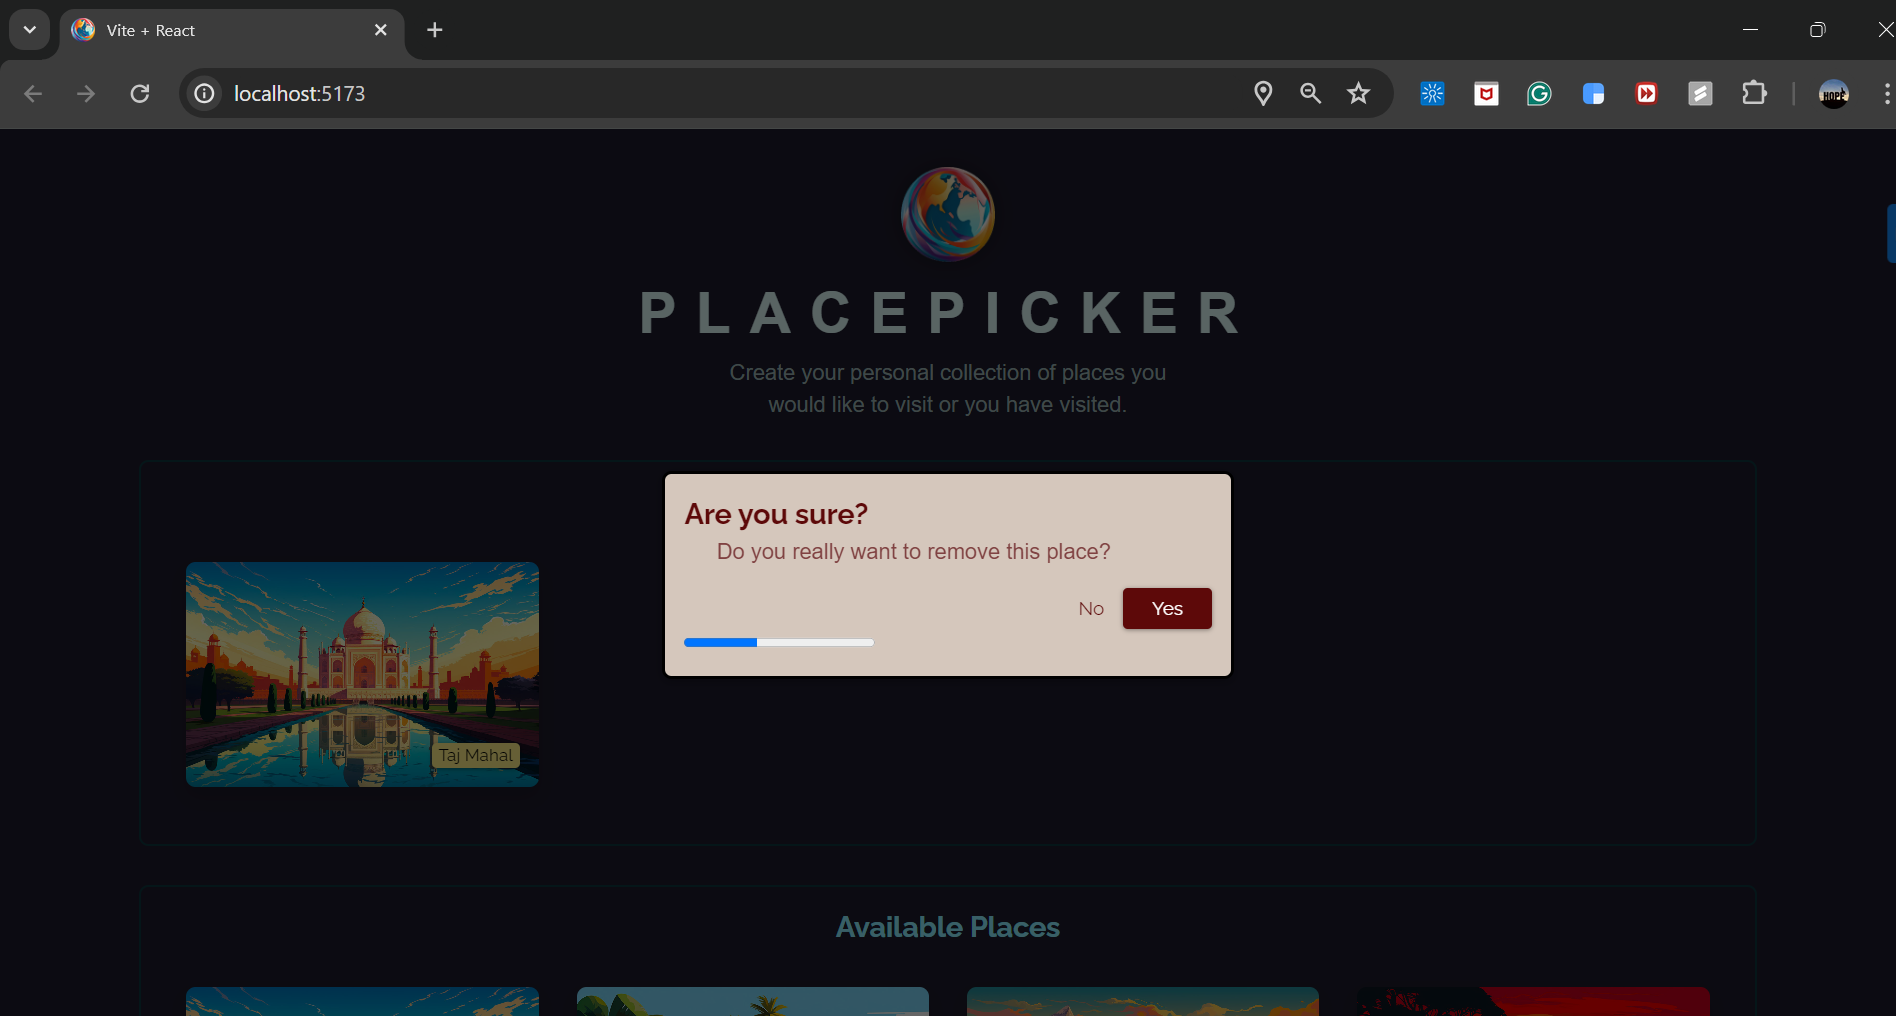 Vite + React
localhost:5173
HOPE
PLACEPICKER
Create your personal collection of places you
would like to visit or you have visited.
Are you sure?
Do you really want to remove this place?
No
Yes
Taj Mahal
Available Places